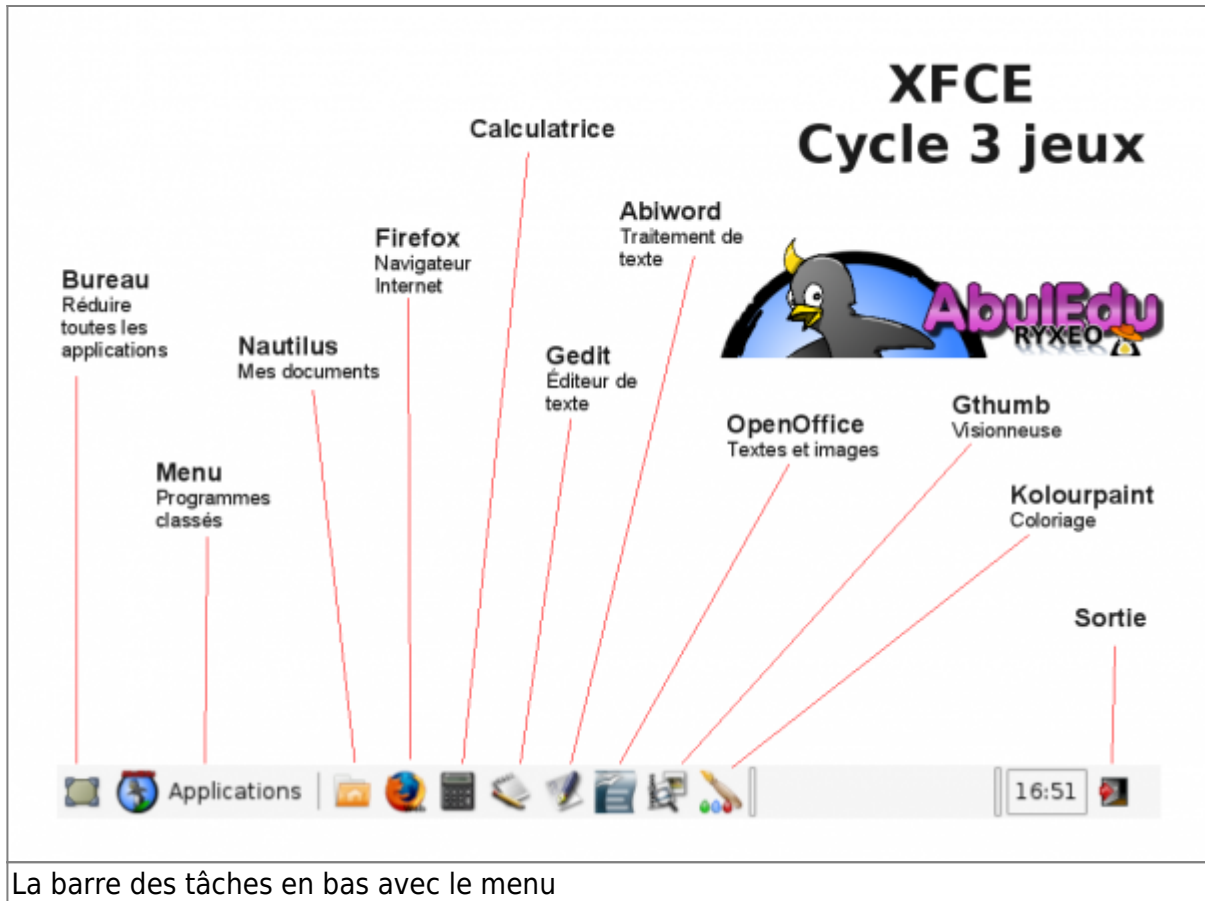 XFCE
Cycle 3 jeux
Calculatrice
Abiword
Traitement de
texte
Firefox
Navigateur
Internet
Bureau
Réduire
toutes les
applications
AbulEdu
RYXEO
Nautilus
Mes documents
Gedit
Éditeur de
texte
OpenOffice
Textes et images
Gthumb
Visionneuse
Menu
Programmes
classés
Kolourpaint
Coloriage
Sortie
Applications
16:51
La barre des tâches en bas avec le menu